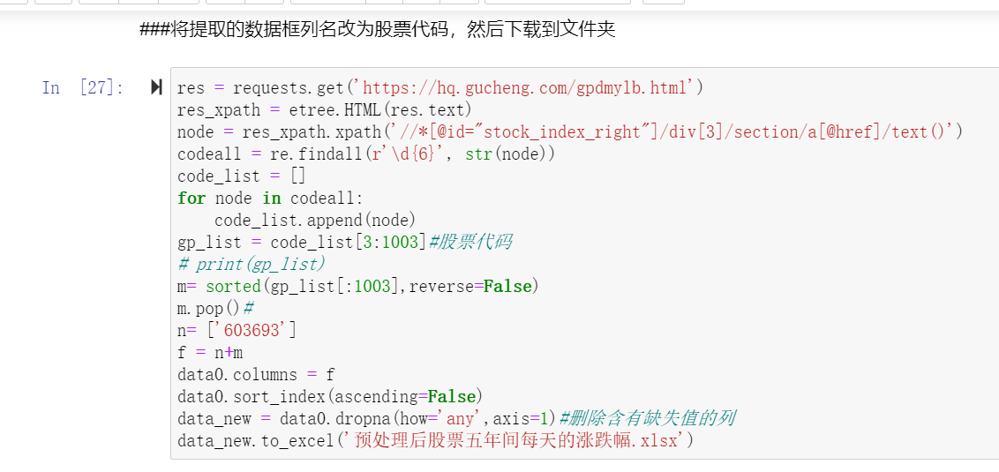 ###将提取的数据框列名改为股票代码，然后下载到文件夹
In [27]:
res = requests.get('https://hq.gucheng.com/gpdmylb.html')
res_xpath = etree.HTML(res.text)
node = res_xpath.xpath('//*[@id="stock_index_right"]/div[3]/section/a[@href]/text()')
codeall = re.findall(r'\d{6}', str(node))
code_list = []
for node in codeall:
    code_list.append(node)
gp_list = code_list[3:1003]#股票代码
# print(gp_list)
m= sorted(gp_list[:1003],reverse=False)
m.pop()#
n= ['603693']
f = n+m
data0.columns = f
data0.sort_index(ascending=False)
data_new = data0.dropna(how='any',axis=1)#删除含有缺失值的列
data_new.to_excel('预处理后股票五年间每天的涨跌幅.xlsx')